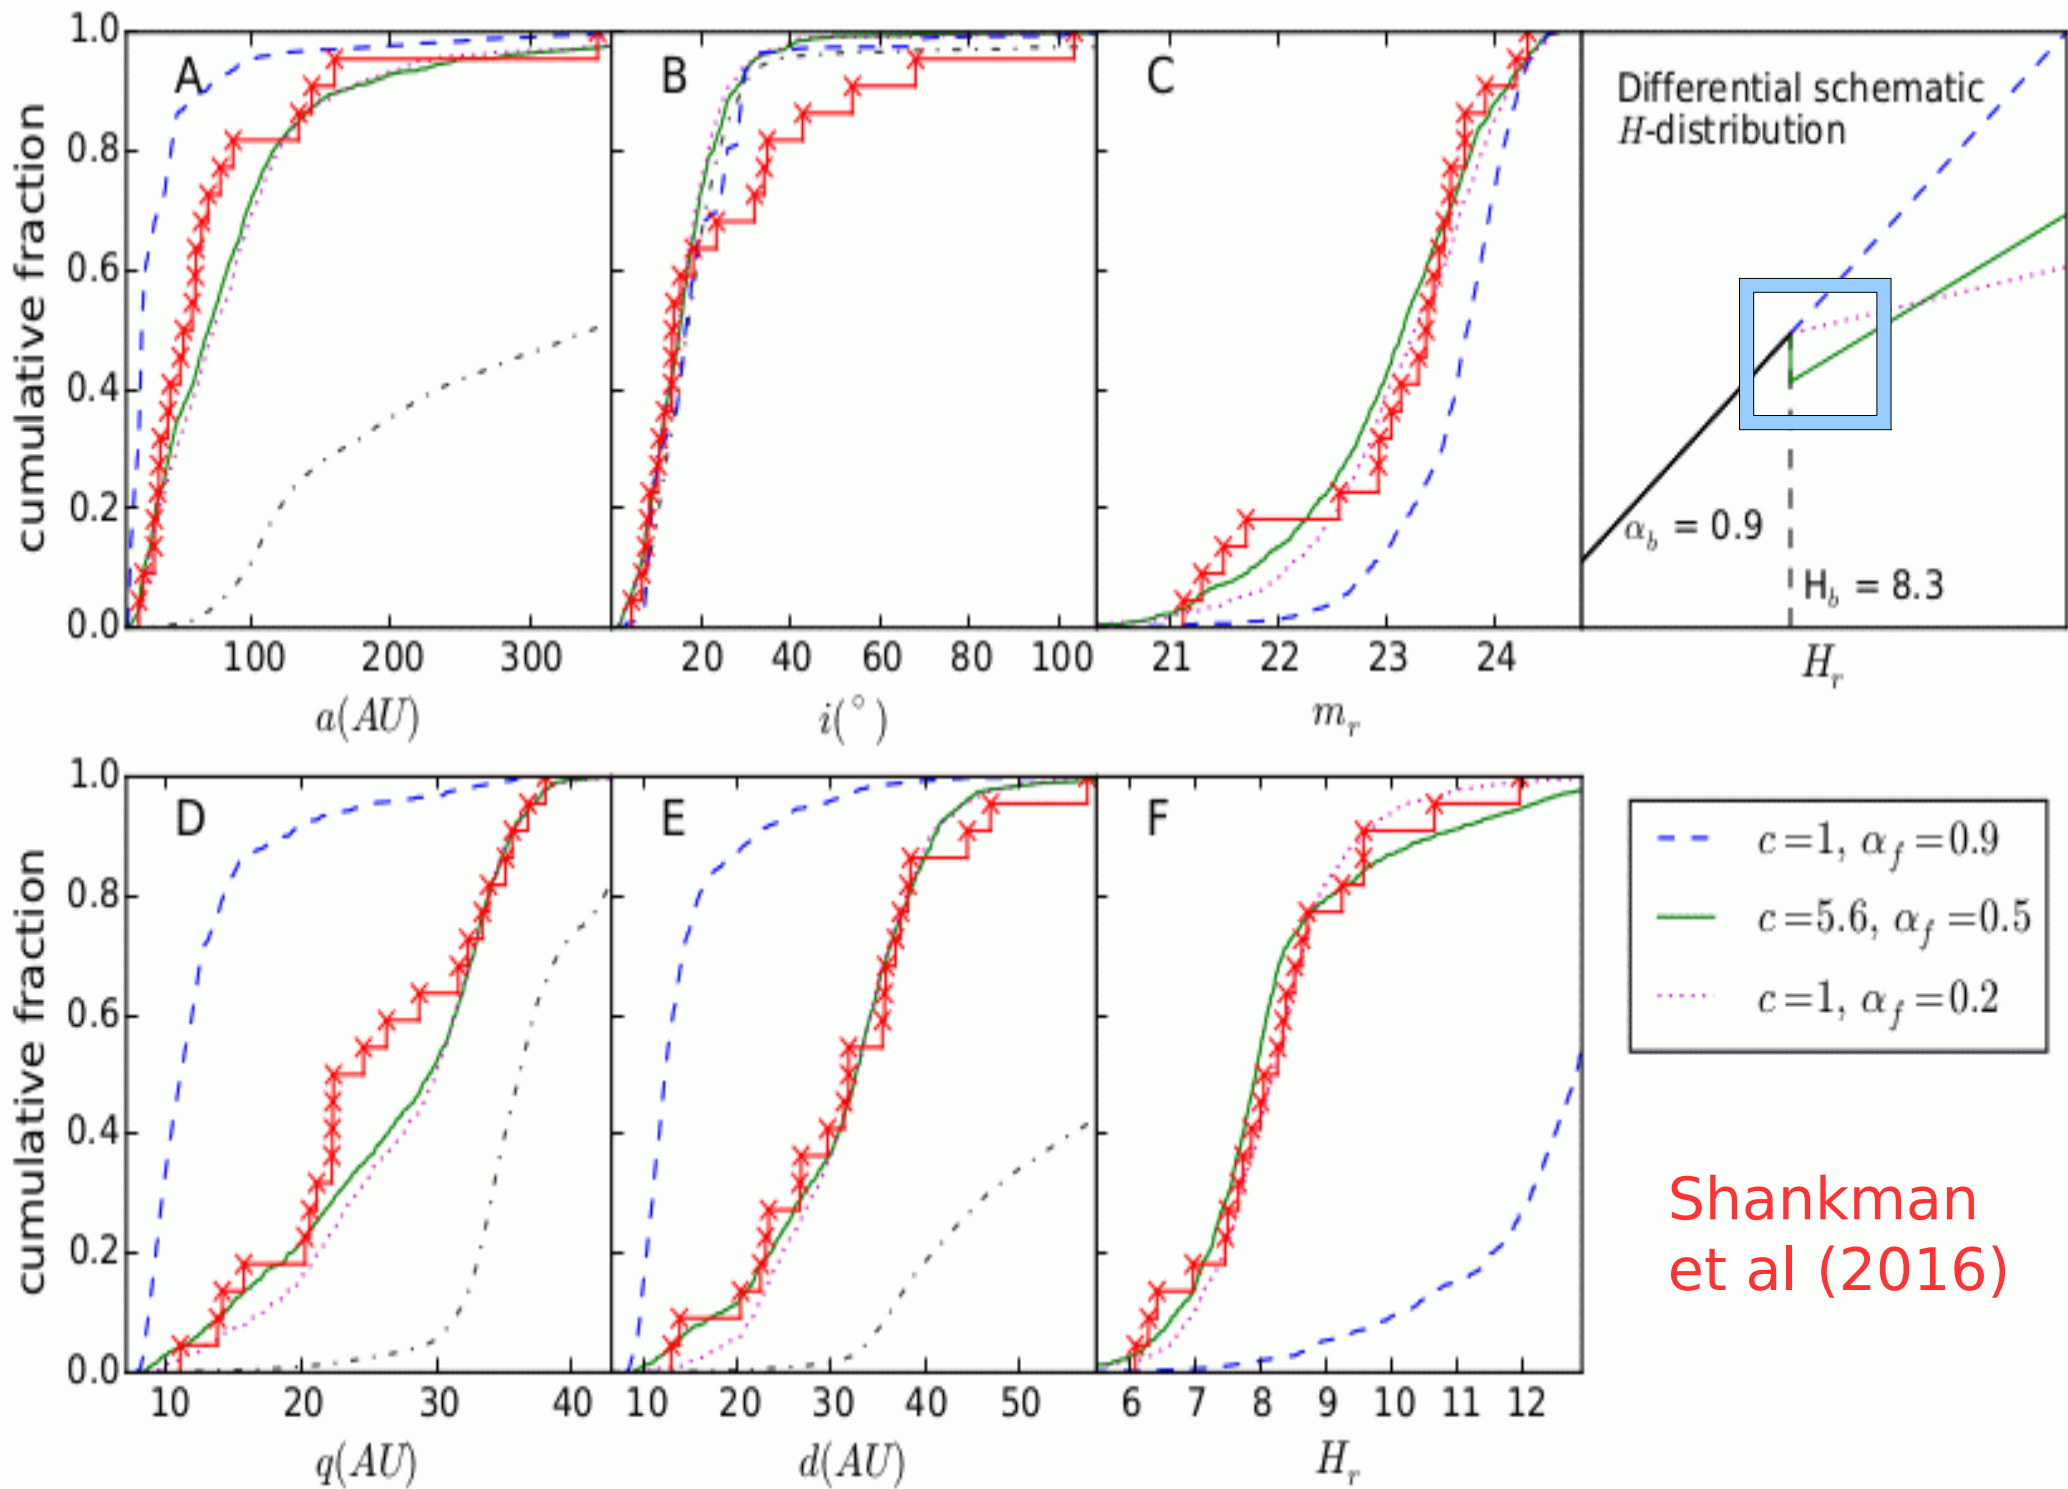 cumulative fraction
1.0
0.8
0.6
0.4
0.2
0.0
A
100 200 300
a(AU)
B
20 40 60 80 100
i(°)
C
21 22 23 24
m_r
Differential schematic
H-distribution
α_b = 0.9
H_b = 8.3
H_r
cumulative fraction
1.0
0.8
0.6
0.4
0.2
0.0
D
10 20 30 40
q(AU)
E
10 20 30 40 50
d(AU)
F
6 7 8 9 10 11 12
H_r
c=1, α_f=0.9
c=5.6, α_f=0.5
c=1, α_f=0.2
Shankman
et al (2016)